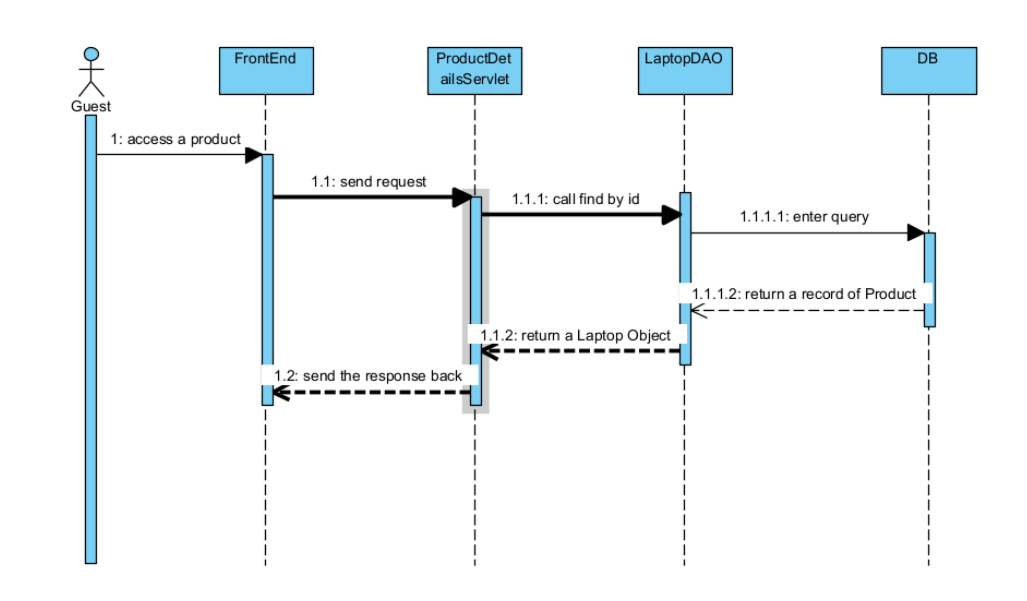 FrontEnd
ProductDet
ailsServlet
LaptopDAO
DB
Guest
1: access a product
1.1: send request
1.1.1: call find by id
1.1.1.1: enter query
1.1.1.2: return a record of Product
1.1.2: return a Laptop Object
1.2: send the response back